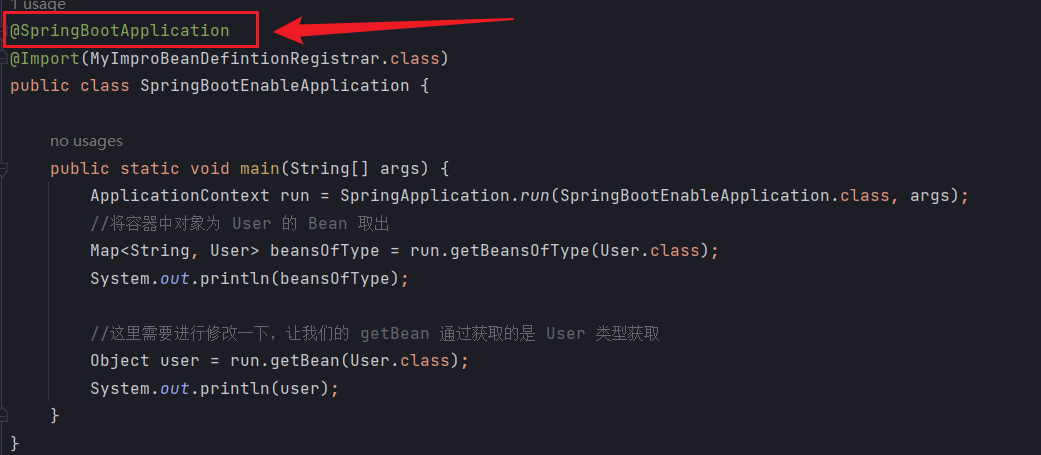 1 usage
@SpringBootApplication
@Import(MyImproBeanDefintionRegistrar.class)
public class SpringBootEnableApplication {
no usages
public static void main(String[] args) {
ApplicationContext run = SpringApplication.run(SpringBootEnableApplication.class, args);
//将容器中对象为 User 的 Bean 取出
Map<String, User> beansOfType = run.getBeansOfType(User.class);
System.out.println(beansOfType);
//这里需要进行修改一下，让我们的 getBean 通过获取的是 User 类型获取
Object user = run.getBean(User.class);
System.out.println(user);
}
}